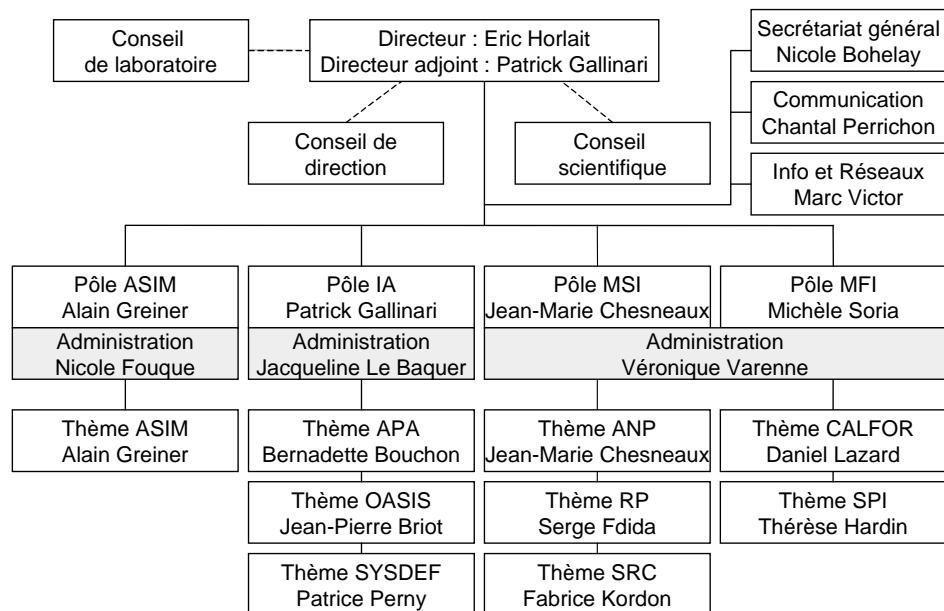 Conseil
de laboratoire
Directeur : Eric Horlait
Directeur adjoint : Patrick Gallinari
Secrétariat général
Nicole Bohelay
Communication
Chantal Perrichon
Info et Réseaux
Marc Victor
Conseil de
direction
Conseil
scientifique
Pôle ASIM
Alain Greiner
Pôle IA
Patrick Gallinari
Pôle MSI
Jean-Marie Chesneaux
Pôle MFI
Michèle Soria
Administration
Nicole Fouque
Administration
Jacqueline Le Baquer
Administration
Véronique Varenne
Thème ASIM
Alain Greiner
Thème APA
Bernadette Bouchon
Thème ANP
Jean-Marie Chesneaux
Thème CALFOR
Daniel Lazard
Thème OASIS
Jean-Pierre Briot
Thème RP
Serge Fdida
Thème SPI
Thérèse Hardin
Thème SYSDEF
Patrice Perny
Thème SRC
Fabrice Kordon